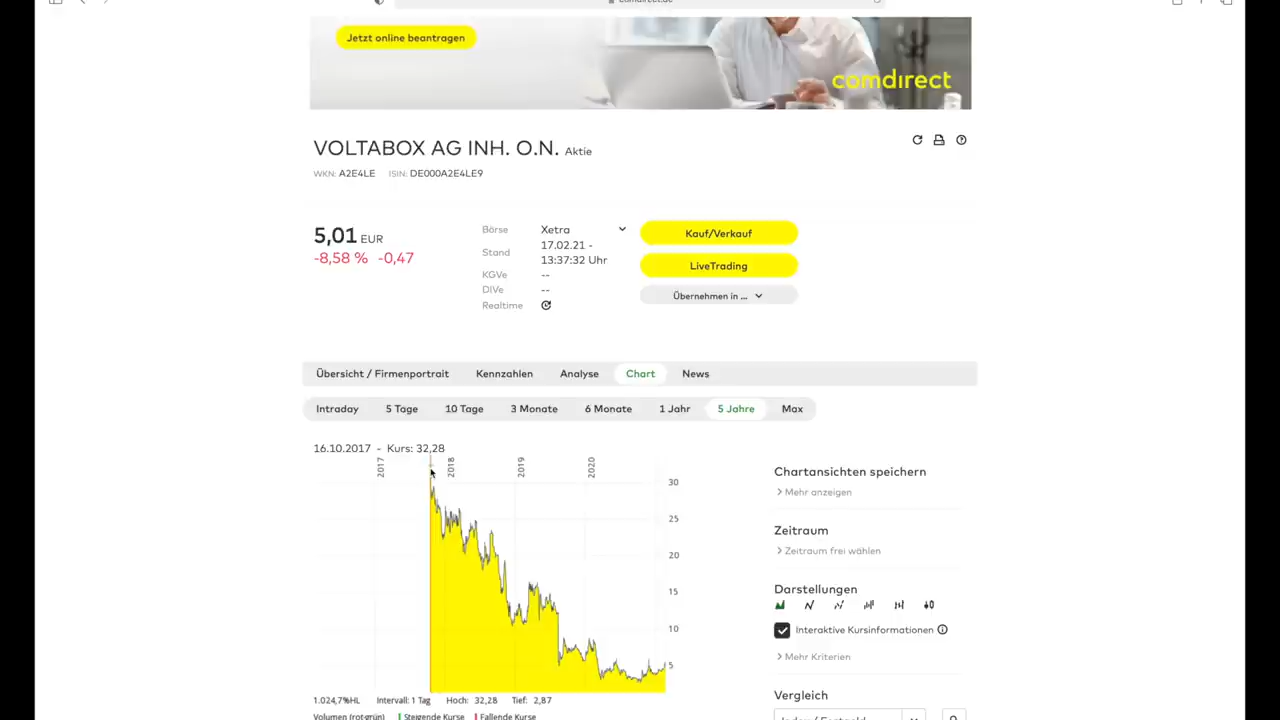 Jetzt online beantragen
comdirect
VOLTABOX AG INH. O.N. Aktie
WKN: A2E4LE ISIN: DE000A2E4LE9
5,01 EUR
-8,58 % -0,47
Börse Xetra
Stand 17.02.21 - 13:37:32 Uhr
KGVe --
DIVe --
Realtime
Kauf/Verkauf
LiveTrading
Übernehmen in ...
Übersicht / Firmenportrait Kennzahlen Analyse Chart News
Intraday 5 Tage 10 Tage 3 Monate 6 Monate 1 Jahr 5 Jahre Max
16.10.2017 - Kurs: 32,28
2017 2018 2019 2020
30
25
20
15
10
5
1.024,7%HL Intervall: 1 Tag Hoch: 32,28 Tief: 2,87
Volumen (rot-grün) Steigende Kurse Fallende Kurse
Chartansichten speichern
Mehr anzeigen
Zeitraum
Zeitraum frei wählen
Darstellungen
Interaktive Kursinformationen
Mehr Kriterien
Vergleich